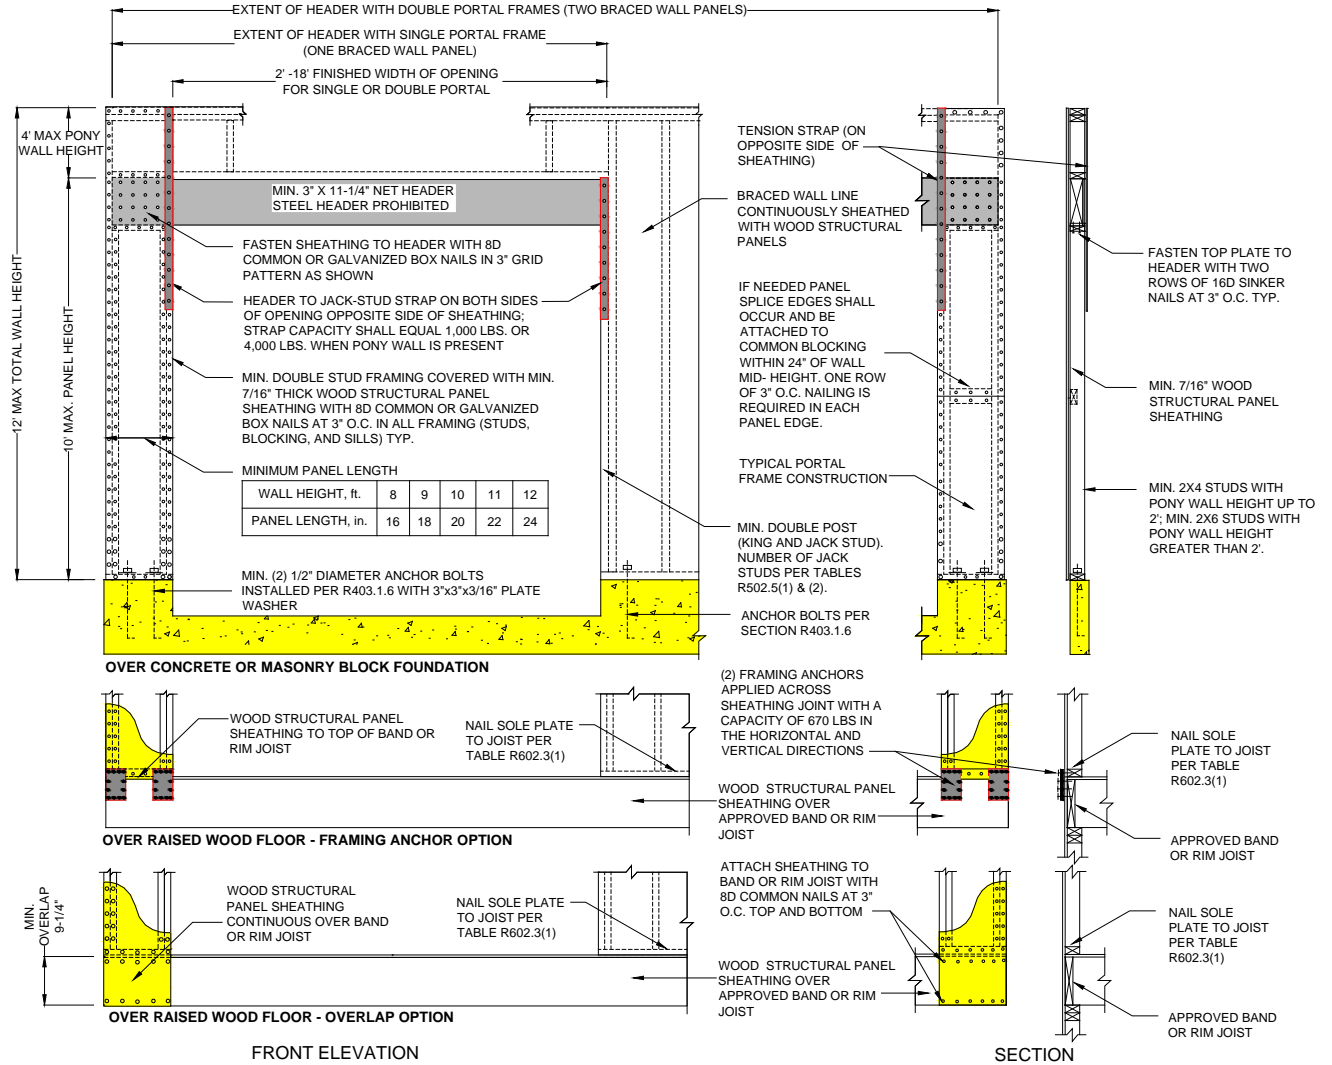 EXTENT OF HEADER WITH DOUBLE PORTAL FRAMES (TWO BRACED WALL PANELS)
EXTENT OF HEADER WITH SINGLE PORTAL FRAME
(ONE BRACED WALL PANEL)
2' -18' FINISHED WIDTH OF OPENING
FOR SINGLE OR DOUBLE PORTAL
4' MAX PONY
WALL HEIGHT
12' MAX TOTAL WALL HEIGHT
10' MAX. PANEL HEIGHT
MIN. 3" X 11-1/4" NET HEADER
STEEL HEADER PROHIBITED
FASTEN SHEATHING TO HEADER WITH 8D
COMMON OR GALVANIZED BOX NAILS IN 3" GRID
PATTERN AS SHOWN
HEADER TO JACK-STUD STRAP ON BOTH SIDES
OF OPENING OPPOSITE SIDE OF SHEATHING;
STRAP CAPACITY SHALL EQUAL 1,000 LBS. OR
4,000 LBS. WHEN PONY WALL IS PRESENT
MIN. DOUBLE STUD FRAMING COVERED WITH MIN.
7/16" THICK WOOD STRUCTURAL PANEL
SHEATHING WITH 8D COMMON OR GALVANIZED
BOX NAILS AT 3" O.C. IN ALL FRAMING (STUDS,
BLOCKING, AND SILLS) TYP.
MINIMUM PANEL LENGTH
WALL HEIGHT, ft. 8 9 10 11 12
PANEL LENGTH, in. 16 18 20 22 24
MIN. (2) 1/2" DIAMETER ANCHOR BOLTS
INSTALLED PER R403.1.6 WITH 3"x3"x3/16" PLATE
WASHER
OVER CONCRETE OR MASONRY BLOCK FOUNDATION
TENSION STRAP (ON
OPPOSITE SIDE OF
SHEATHING)
BRACED WALL LINE
CONTINUOUSLY SHEATHED
WITH WOOD STRUCTURAL
PANELS
IF NEEDED PANEL
SPLICE EDGES SHALL
OCCUR AND BE
ATTACHED TO
COMMON BLOCKING
WITHIN 24" OF WALL
MID- HEIGHT. ONE ROW
OF 3" O.C. NAILING IS
REQUIRED IN EACH
PANEL EDGE.
TYPICAL PORTAL
FRAME CONSTRUCTION
MIN. DOUBLE POST
(KING AND JACK STUD).
NUMBER OF JACK
STUDS PER TABLES
R502.5(1) & (2).
ANCHOR BOLTS PER
SECTION R403.1.6
FASTEN TOP PLATE TO
HEADER WITH TWO
ROWS OF 16D SINKER
NAILS AT 3" O.C. TYP.
MIN. 7/16" WOOD
STRUCTURAL PANEL
SHEATHING
MIN. 2X4 STUDS WITH
PONY WALL HEIGHT UP TO
2'; MIN. 2X6 STUDS WITH
PONY WALL HEIGHT
GREATER THAN 2'.
WOOD STRUCTURAL PANEL
SHEATHING TO TOP OF BAND OR
RIM JOIST
NAIL SOLE PLATE
TO JOIST PER
TABLE R602.3(1)
(2) FRAMING ANCHORS
APPLIED ACROSS
SHEATHING JOINT WITH A
CAPACITY OF 670 LBS IN
THE HORIZONTAL AND
VERTICAL DIRECTIONS
WOOD STRUCTURAL PANEL
SHEATHING OVER
APPROVED BAND OR RIM
JOIST
NAIL SOLE
PLATE TO JOIST
PER TABLE
R602.3(1)
APPROVED BAND
OR RIM JOIST
OVER RAISED WOOD FLOOR - FRAMING ANCHOR OPTION
MIN.
OVERLAP
9-1/4"
WOOD STRUCTURAL
PANEL SHEATHING
CONTINUOUS OVER BAND
OR RIM JOIST
NAIL SOLE PLATE
TO JOIST PER
TABLE R602.3(1)
ATTACH SHEATHING TO
BAND OR RIM JOIST WITH
8D COMMON NAILS AT 3"
O.C. TOP AND BOTTOM
WOOD STRUCTURAL PANEL
SHEATHING OVER
APPROVED BAND OR RIM
JOIST
NAIL SOLE
PLATE TO JOIST
PER TABLE
R602.3(1)
APPROVED BAND
OR RIM JOIST
OVER RAISED WOOD FLOOR - OVERLAP OPTION
FRONT ELEVATION
SECTION